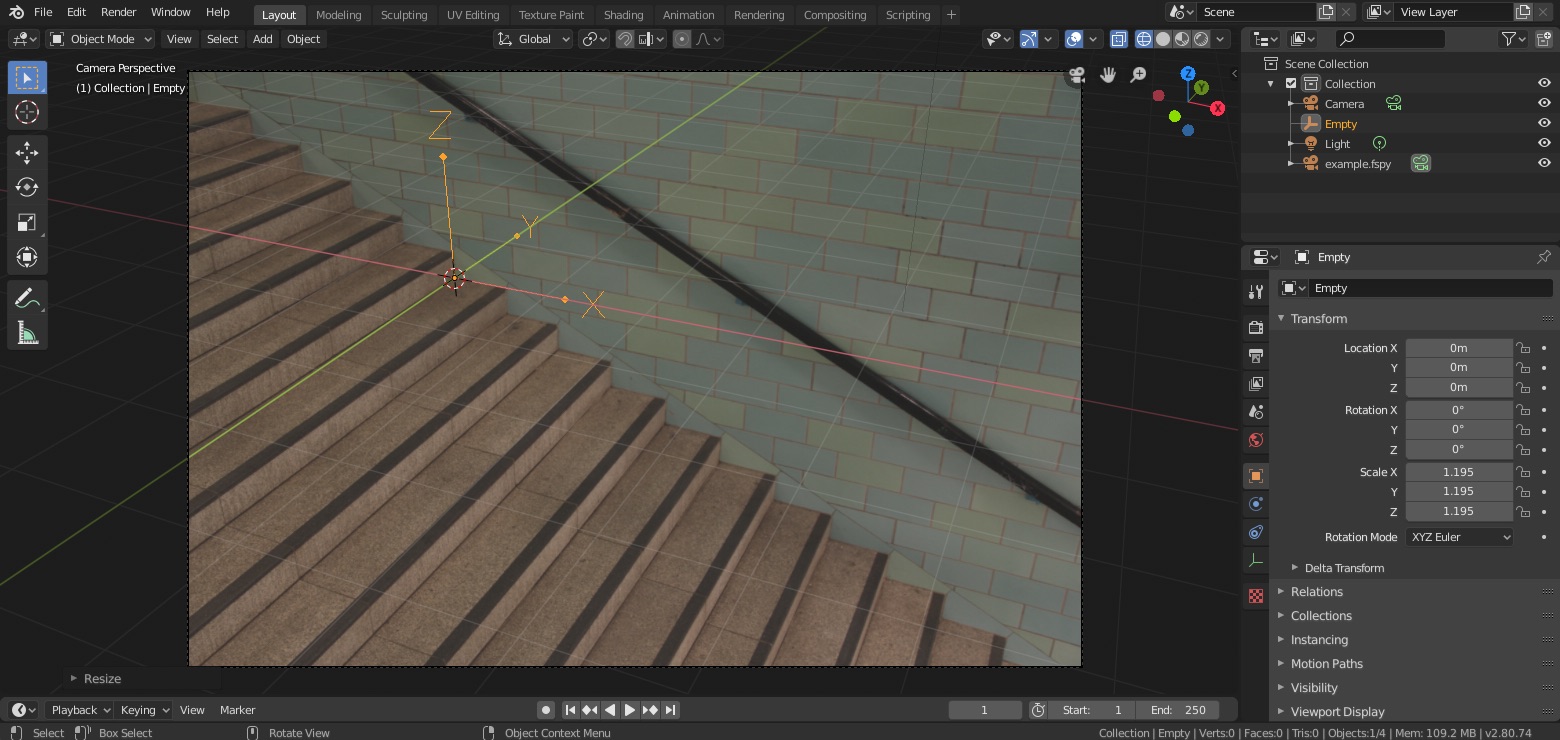 File Edit Render Window Help Layout Modeling Sculpting UV Editing Texture Paint Shading Animation Rendering Compositing Scripting + Scene View Layer
Object Mode View Select Add Object Global
Camera Perspective
(1) Collection | Empty
Z
Y
X
Z
Y
X
Scene Collection
Collection
Camera
Empty
Light
example.fspy
Empty
Empty
Transform
Location X 0m
Y 0m
Z 0m
Rotation X 0°
Y 0°
Z 0°
Scale X 1.195
Y 1.195
Z 1.195
Rotation Mode XYZ Euler
Delta Transform
Relations
Collections
Instancing
Motion Paths
Visibility
Viewport Display
Resize
Playback Keying View Marker 1 Start: 1 End: 250
Select Box Select Rotate View Object Context Menu Collection | Empty | Verts:0 | Faces:0 | Tris:0 | Objects:1/4 | Mem: 109.2 MB | v2.80.74